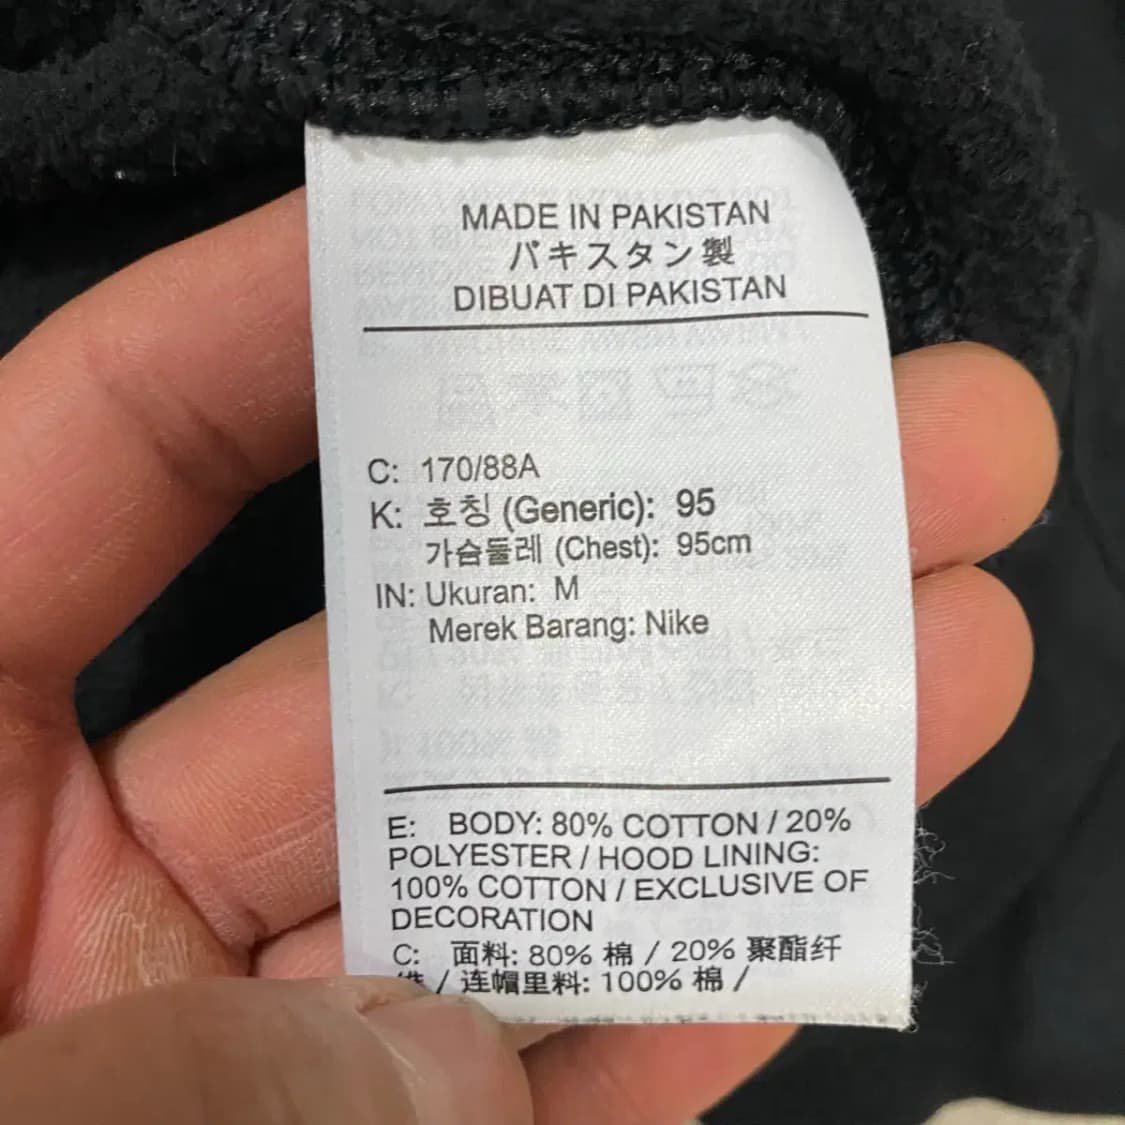 MADE IN PAKISTAN
パキスタン製
DIBUAT DI PAKISTAN
C: 170/88A
K: 호칭 (Generic): 95
가슴둘레 (Chest): 95cm
IN: Ukuran: M
Merek Barang: Nike
E: BODY: 80% COTTON / 20%
POLYESTER / HOOD LINING:
100% COTTON / EXCLUSIVE OF
DECORATION
C: 面料: 80% 棉 / 20% 聚酯纤
维 / 连帽里料: 100% 棉 /